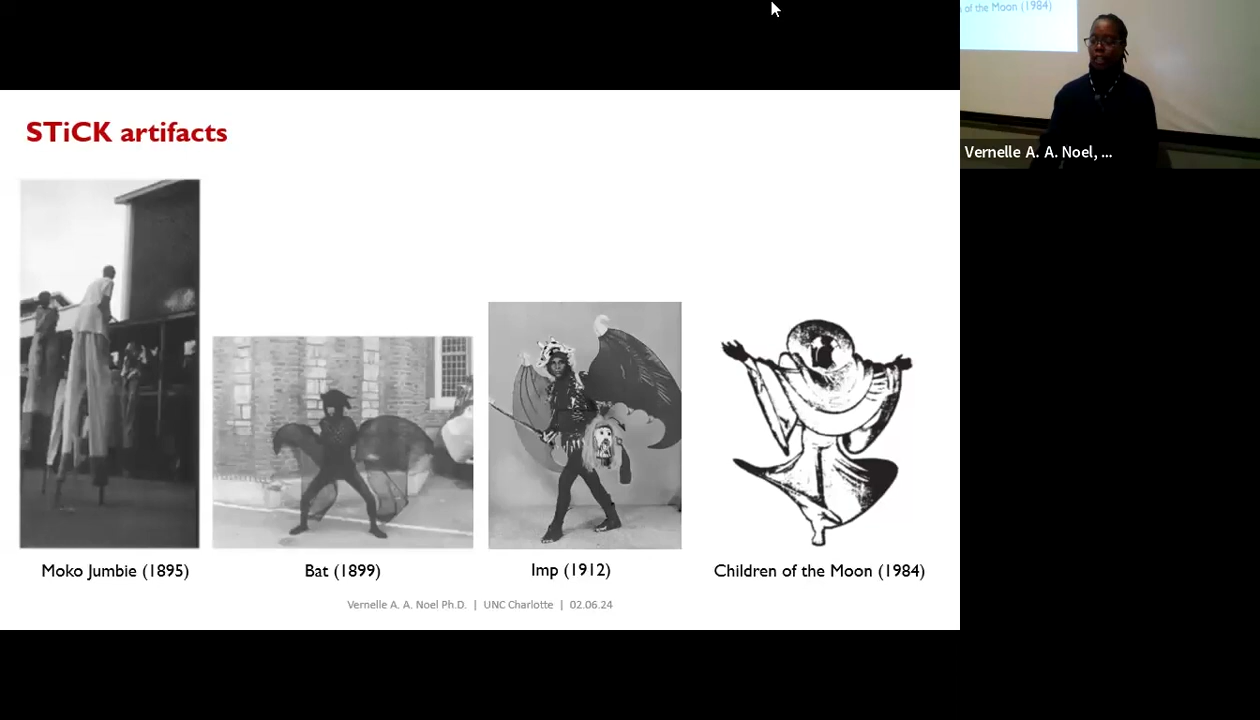 STiCK artifacts
Moko Jumbie (1895)
Bat (1899)
Imp (1912)
Children of the Moon (1984)
Vernelle A. A. Noel Ph.D. | UNC Charlotte | 02.06.24
of the Moon (1984)
Vernelle A. A. Noel, ...